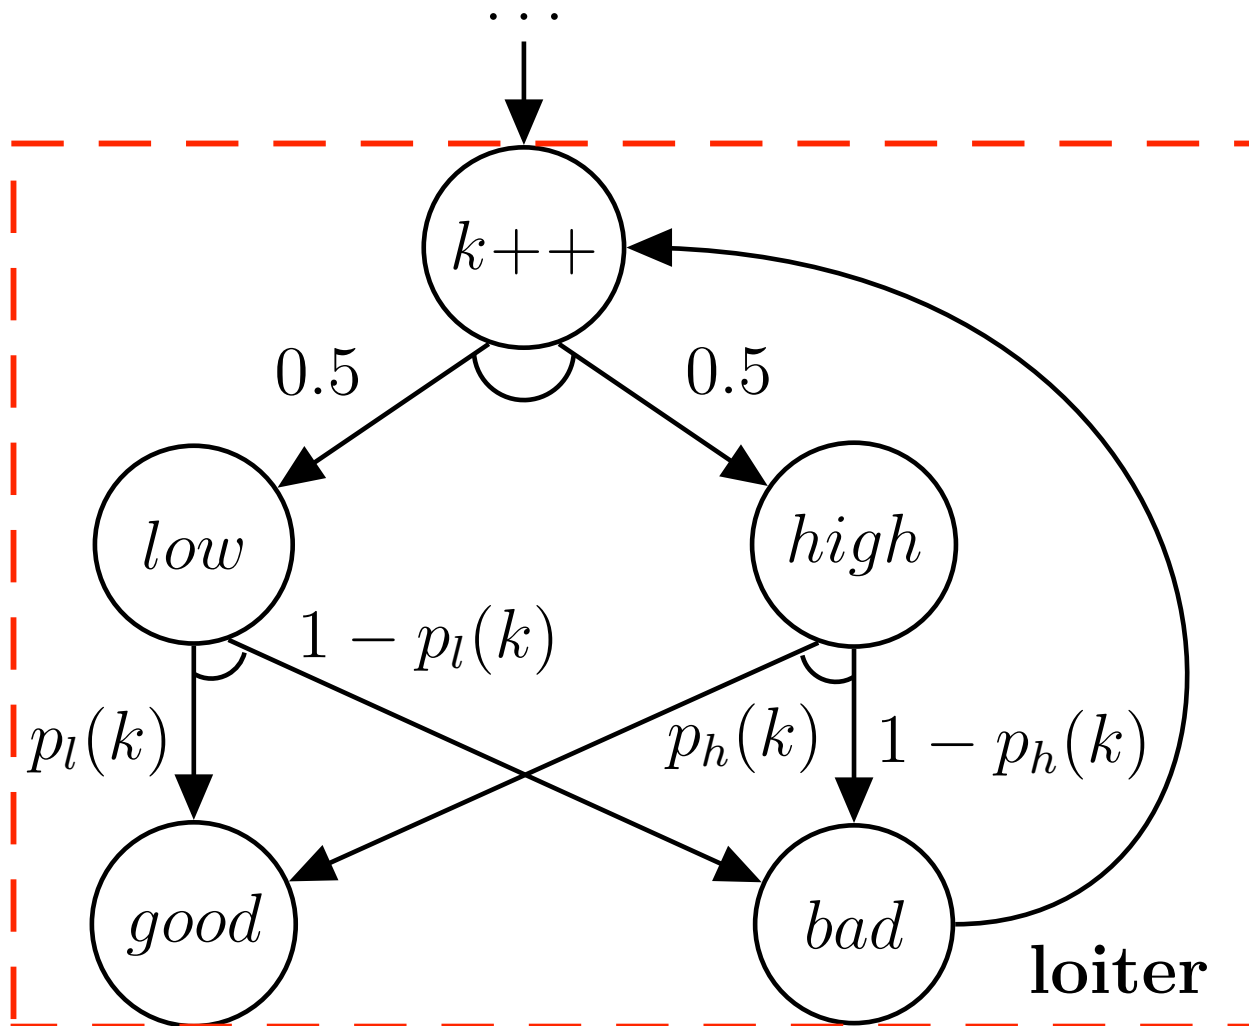 ...
k++
0.5
0.5
low
high
1 − p_l(k)
p_l(k)
p_h(k)
1 − p_h(k)
good
bad
loiter